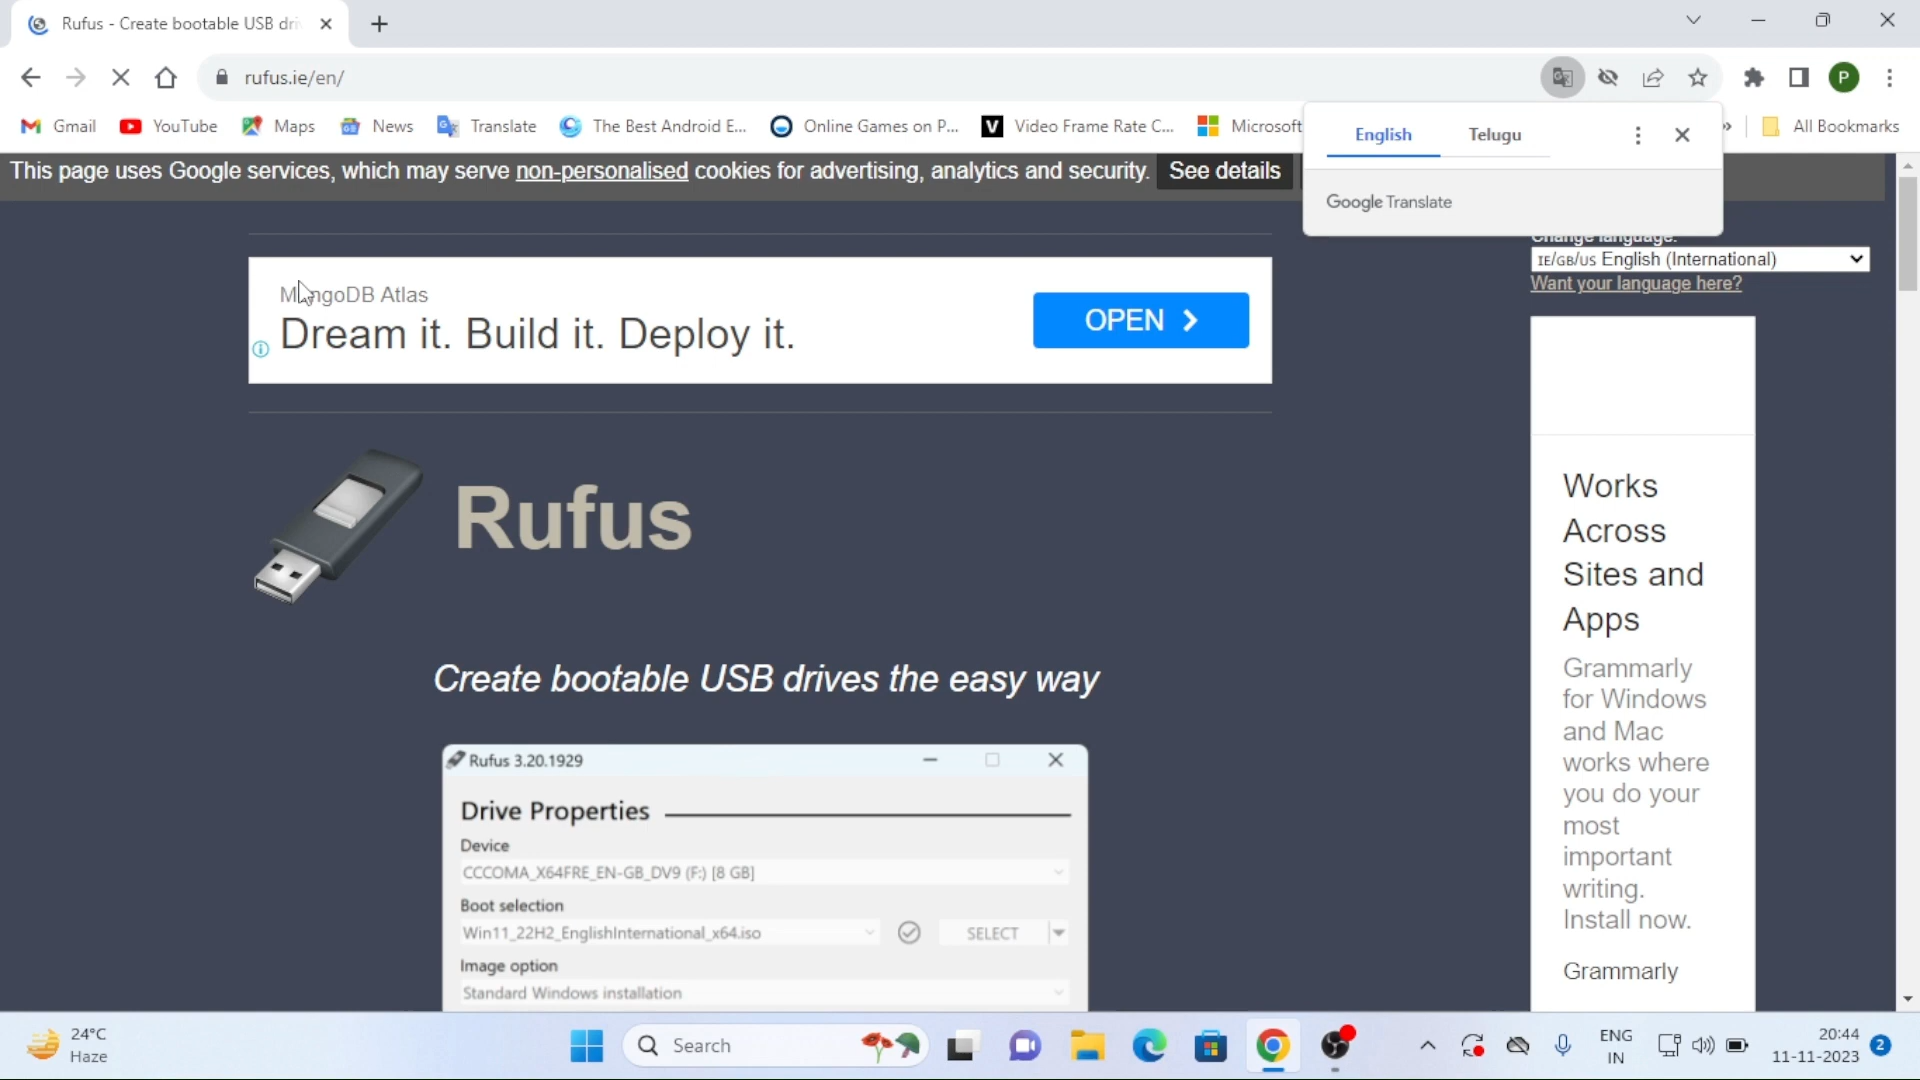 Rufus - Create bootable USB dri
rufus.ie/en/
P
Gmail
YouTube
Maps
News
Translate
The Best Android E...
Online Games on P...
V
Video Frame Rate C...
Microsoft
»
All Bookmarks
English
Telugu
Google Translate
This page uses Google services, which may serve non-personalised cookies for advertising, analytics and security.
See details
Change language:
IE/GB/US English (International)
Want your language here?
MongoDB Atlas
Dream it. Build it. Deploy it.
OPEN
Rufus
Create bootable USB drives the easy way
Rufus 3.20.1929
Drive Properties
Device
CCCOMA_X64FRE_EN-GB_DV9 (F:) [8 GB]
Boot selection
Win11_22H2_EnglishInternational_x64.iso
SELECT
Image option
Standard Windows installation
Works
Across
Sites and
Apps
Grammarly
for Windows
and Mac
works where
you do your
most
important
writing.
Install now.
Grammarly
24°C
Haze
Search
ENG
IN
20:44
11-11-2023
2